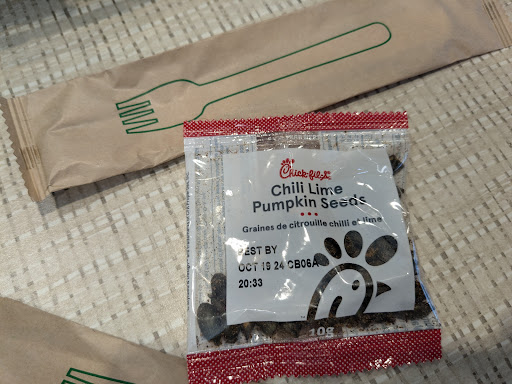 Chick-fil-A
Chili Lime
Pumpkin Seeds
Graines de citrouille chilli et lime
BEST BY
OCT 19 24 CB06A
20:33
10g